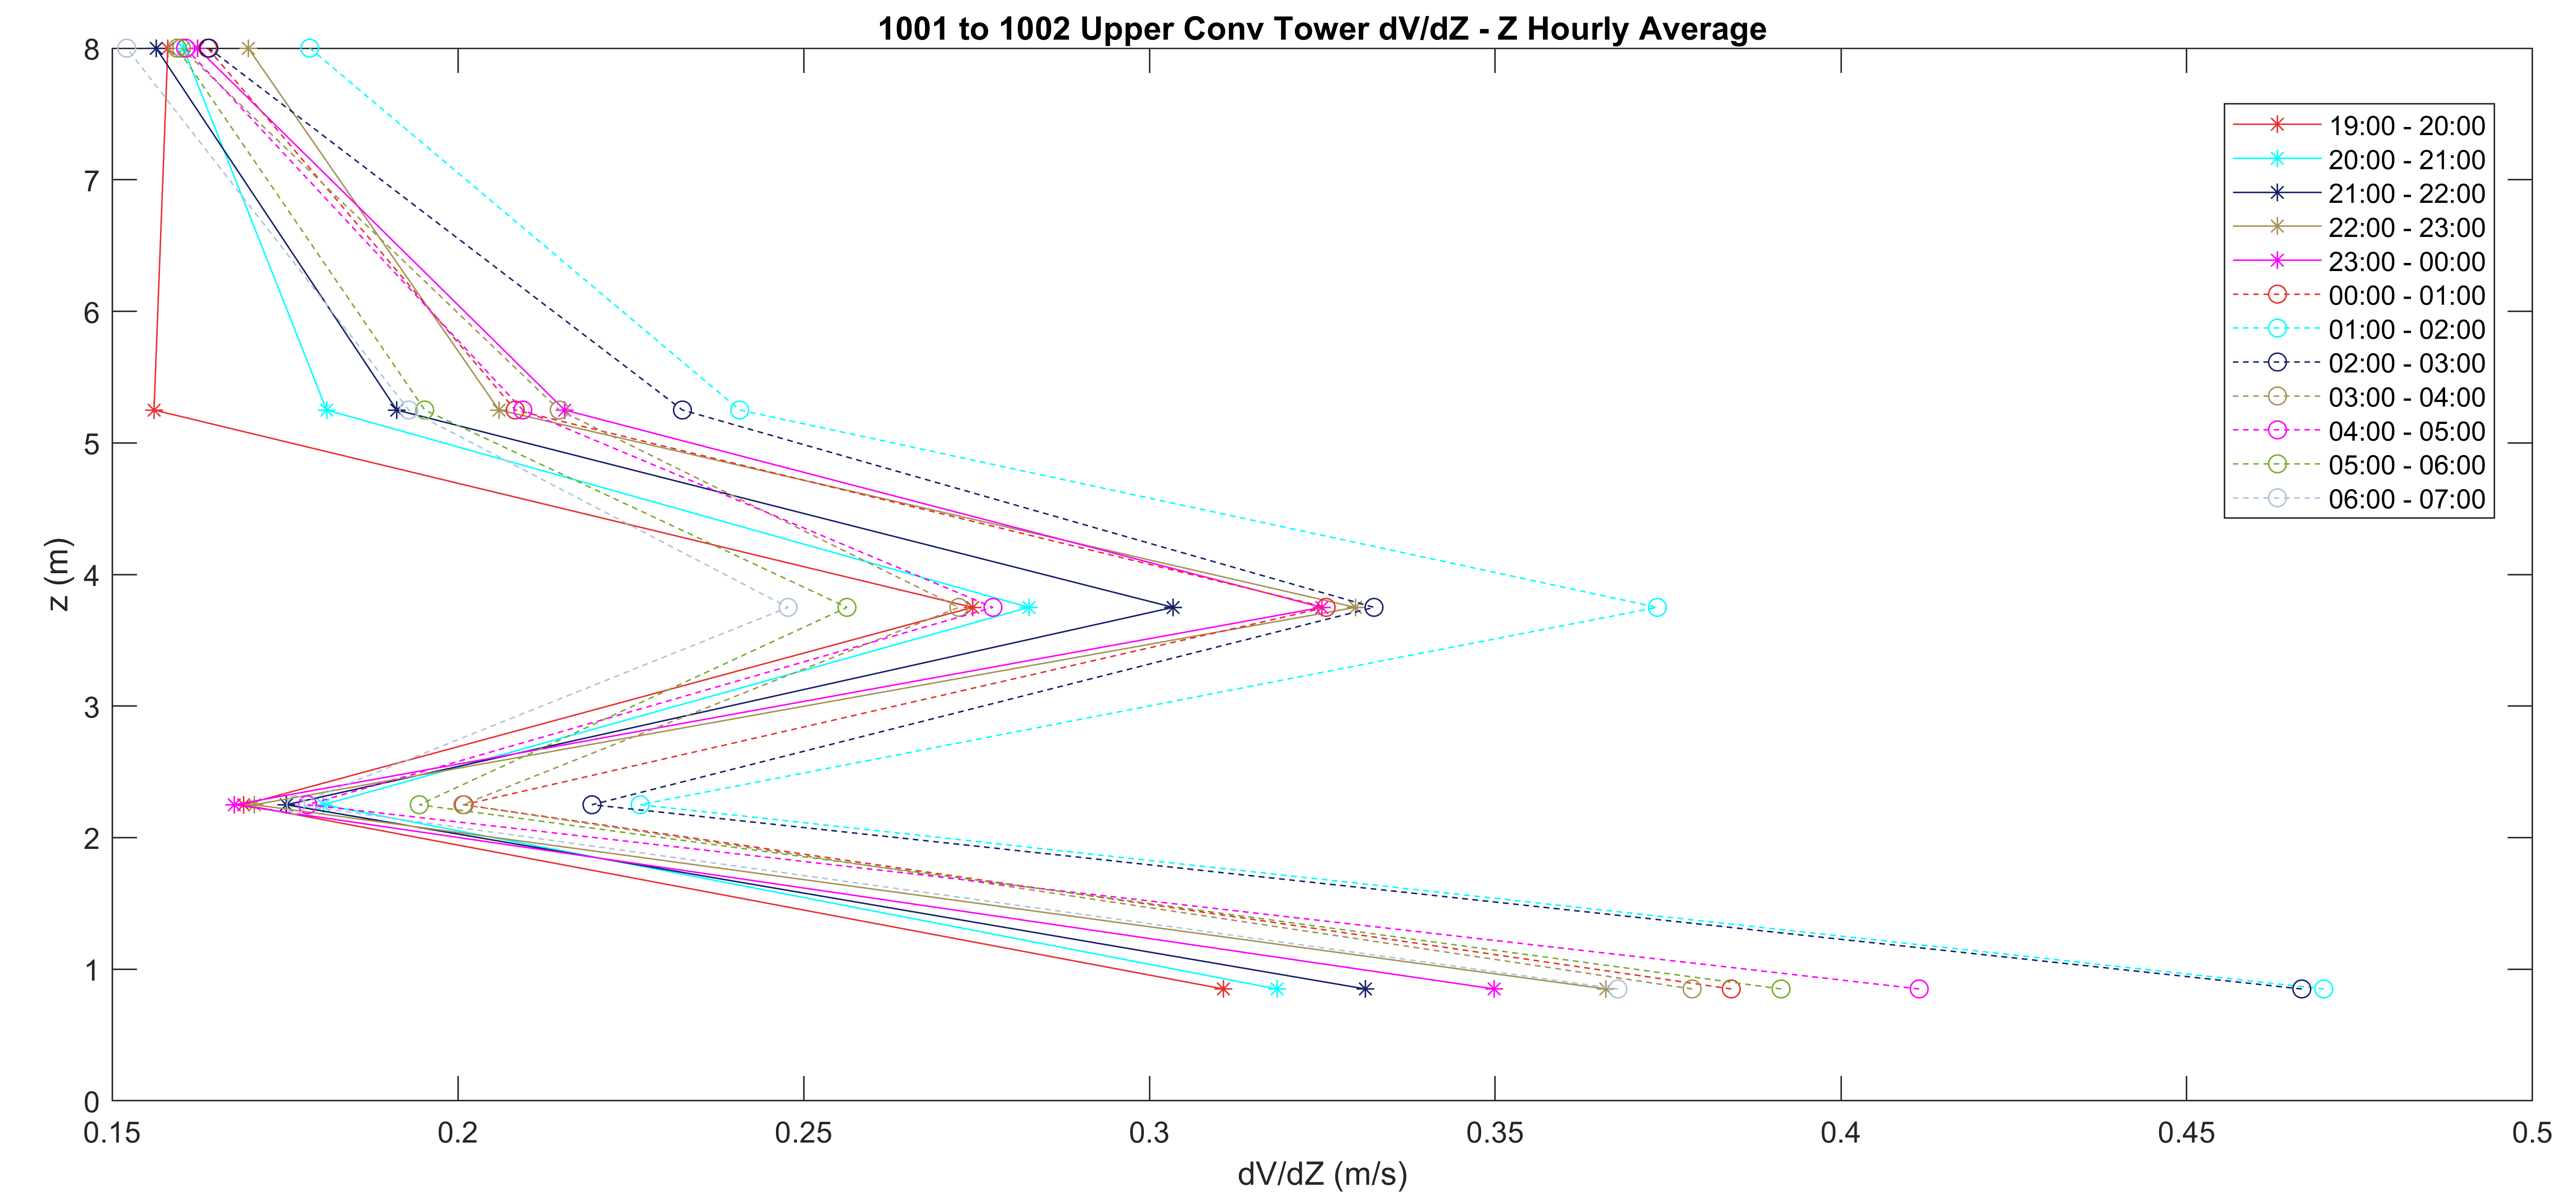 1001 to 1002 Upper Conv Tower dV/dZ - Z Hourly Average
8
7
6
5
4
3
2
1
0
z (m)
19:00 - 20:00
20:00 - 21:00
21:00 - 22:00
22:00 - 23:00
23:00 - 00:00
00:00 - 01:00
01:00 - 02:00
02:00 - 03:00
03:00 - 04:00
04:00 - 05:00
05:00 - 06:00
06:00 - 07:00
0.15 0.2 0.25 0.3 0.35 0.4 0.45 0.5
dV/dZ (m/s)